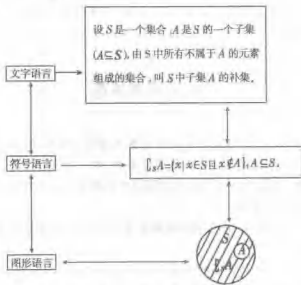 设S是一个集合,A是S的一个子集
(A⊆S),由S中所有不属于A的元素
组成的集合,叫S中子集A的补集.
文字语言
符号语言
∁ₛA={x|x∈S且x∉A},A⊆S.
图形语言
S
A
∁ₛA